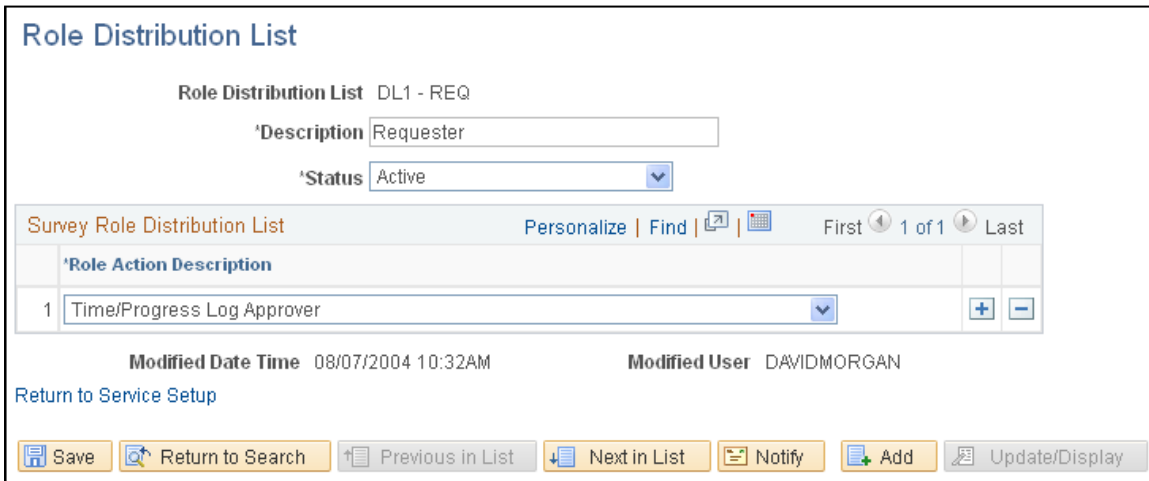 Role Distribution List
Role Distribution List DL1 - REQ
*Description Requester
*Status Active
Survey Role Distribution List Personalize | Find | | First 1 of 1 Last
*Role Action Description
1 Time/Progress Log Approver
Modified Date Time 08/07/2004 10:32AM Modified User DAVIDMORGAN
Return to Service Setup
Save Return to Search Previous in List Next in List Notify Add Update/Display